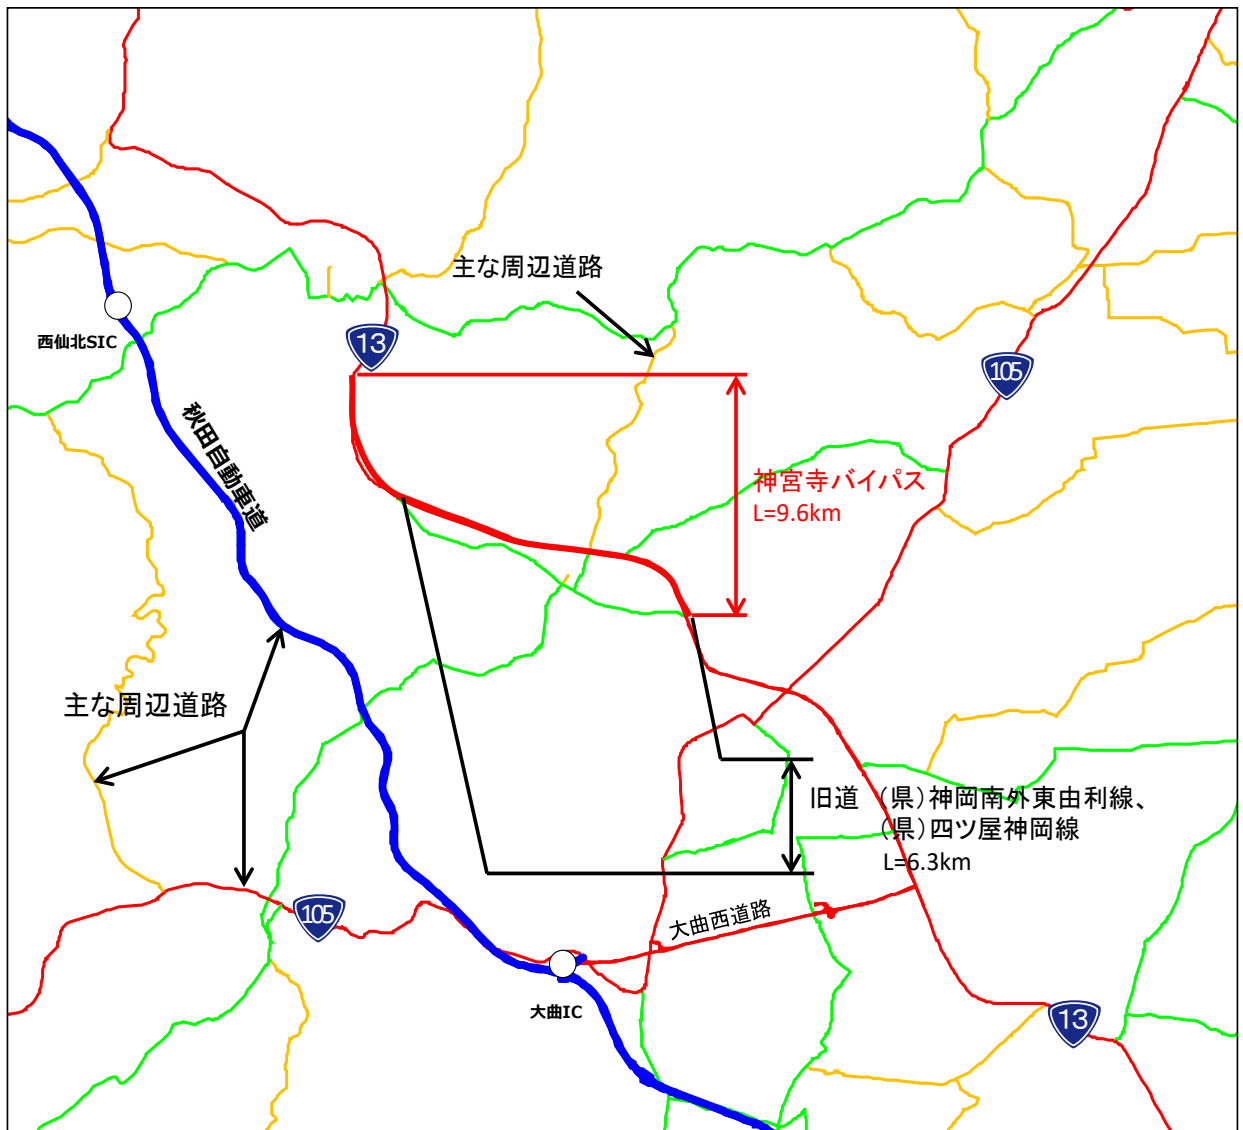 主な周辺道路
西仙北SIC
13
105
秋田自動車道
神宮寺バイパス
L=9.6km
主な周辺道路
旧道 （県）神岡南外東由利線、
（県）四ツ屋神岡線
L=6.3km
105
大曲西道路
大曲IC
13